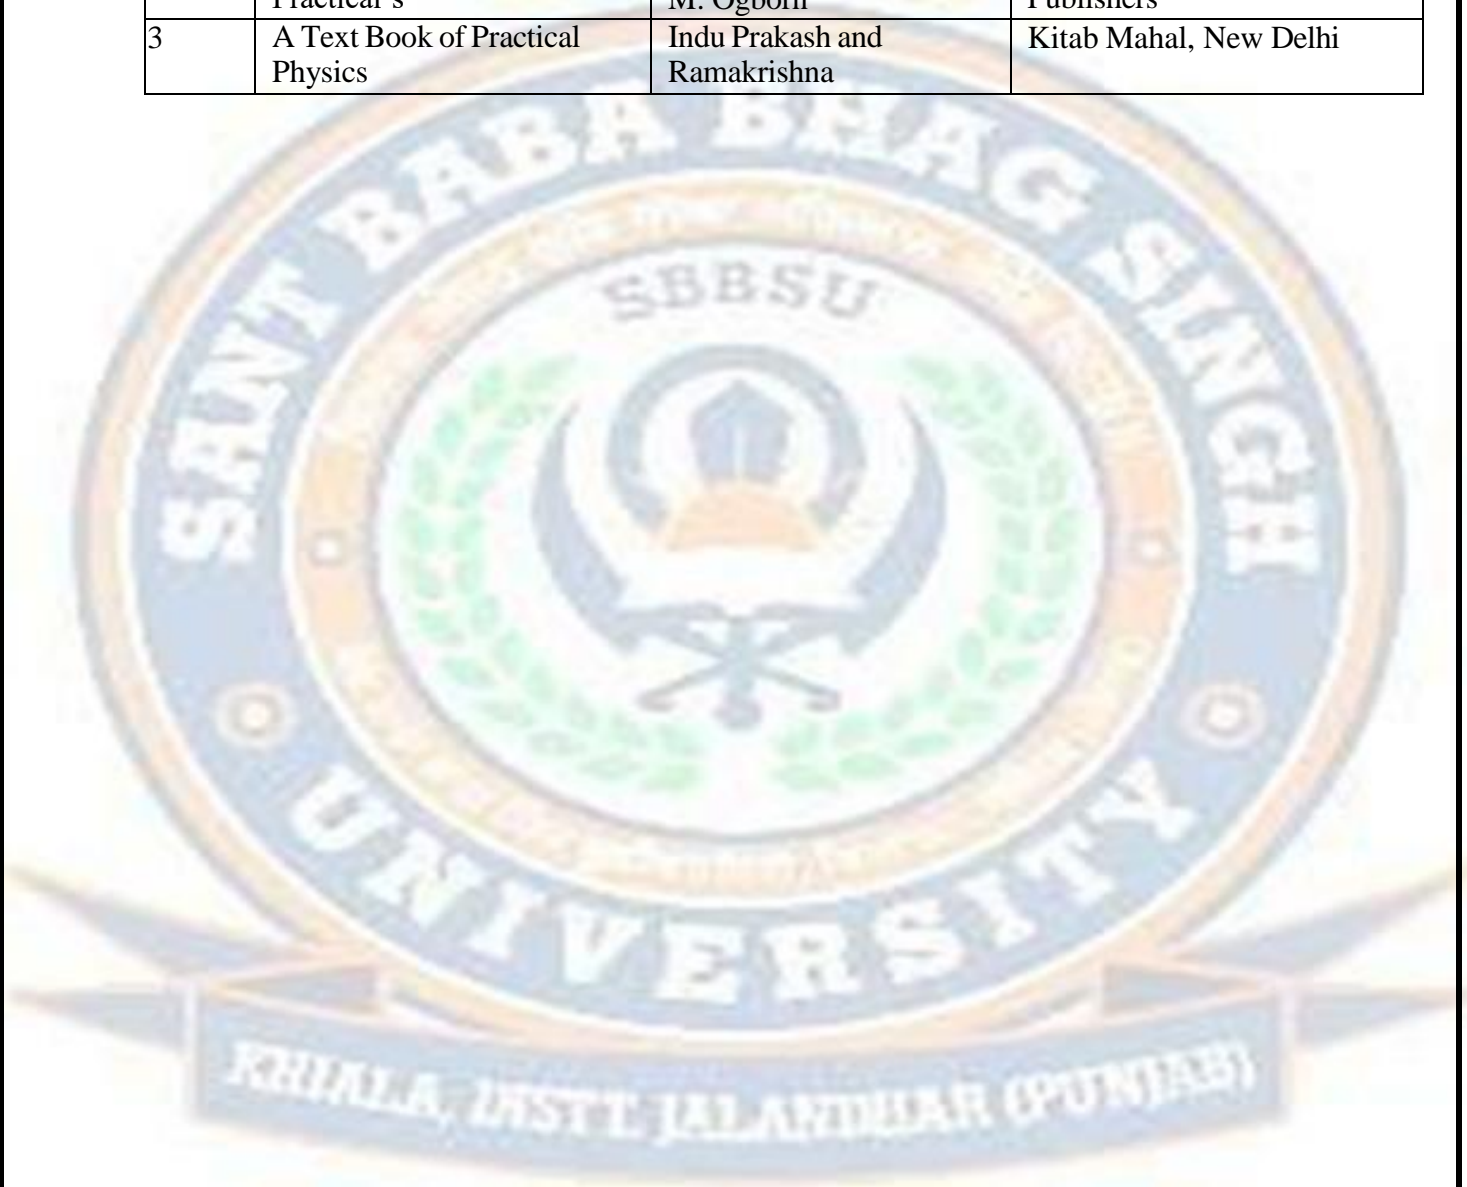 Practical's M. Ogborn Publishers
3 A Text Book of Practical Indu Prakash and Kitab Mahal, New Delhi
Physics Ramakrishna
SANT BABA BHAG SINGH
SBBSU
UNIVERSITY
KHIALA, DISTT. JALANDHAR (PUNJAB)